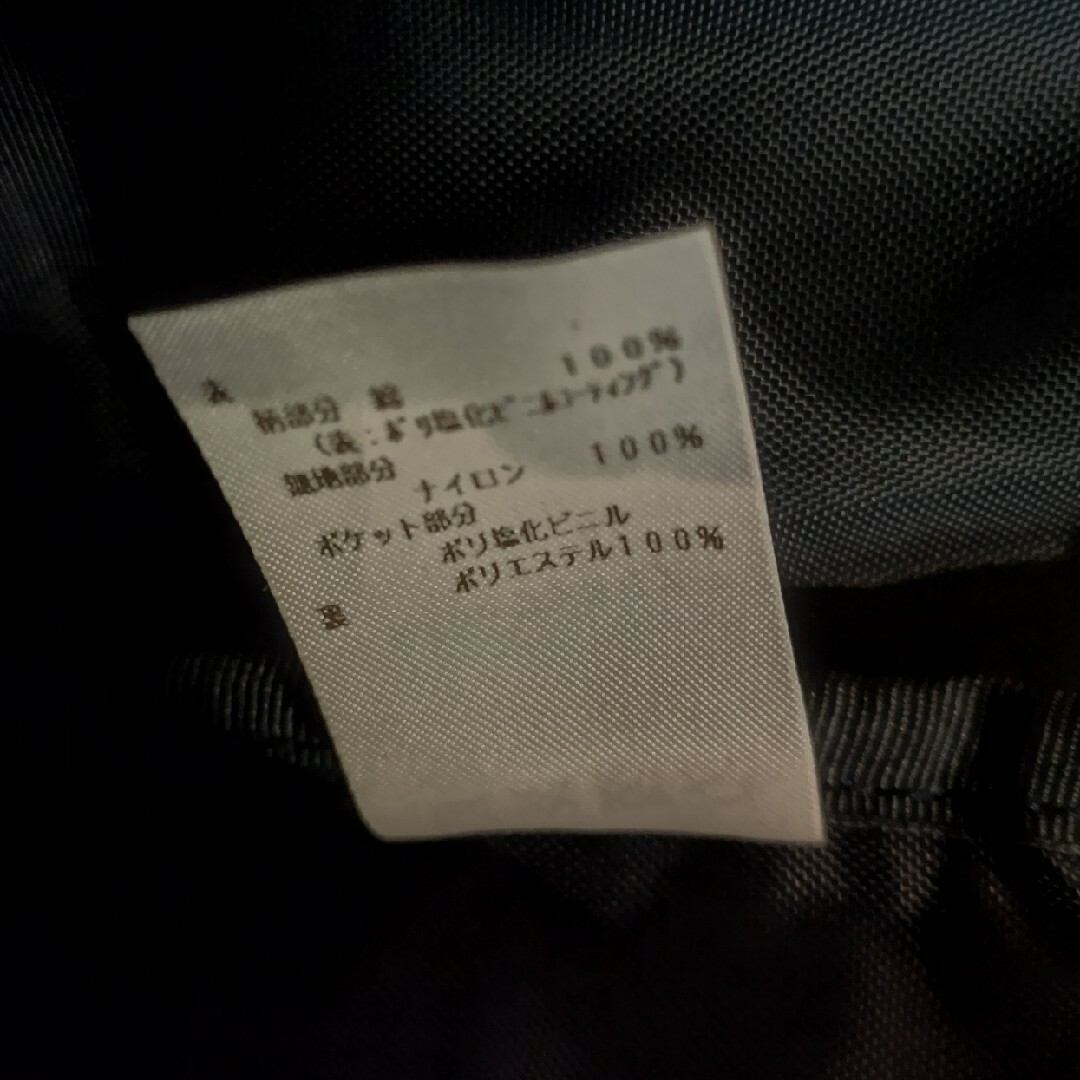 表
柄部分 綿 100%
(表:ポリ塩化ビニルコーティング)
無地部分
ナイロン 100%
ポケット部分
ポリ塩化ビニル
ポリエステル100%
裏